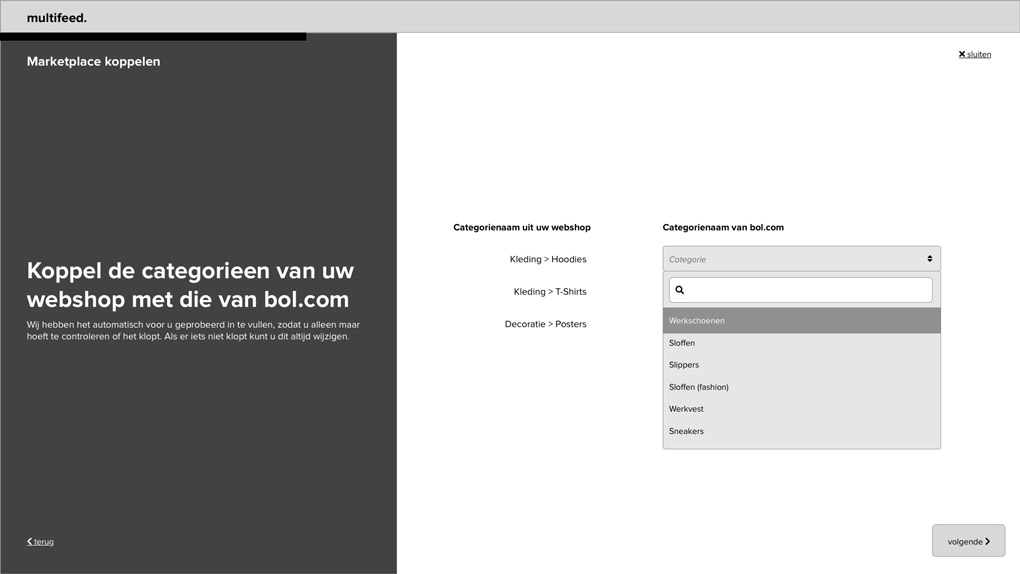 multifeed.
Marketplace koppelen
sluiten
Koppel de categorieen van uw
webshop met die van bol.com
Wij hebben het automatisch voor u geprobeerd in te vullen, zodat u alleen maar
hoeft te controleren of het klopt. Als er iets niet klopt kunt u dit altijd wijzigen.
terug
Categorienaam uit uw webshop
Kleding > Hoodies
Kleding > T-Shirts
Decoratie > Posters
Categorienaam van bol.com
Categorie
Werkschoenen
Sloffen
Slippers
Sloffen (fashion)
Werkvest
Sneakers
volgende